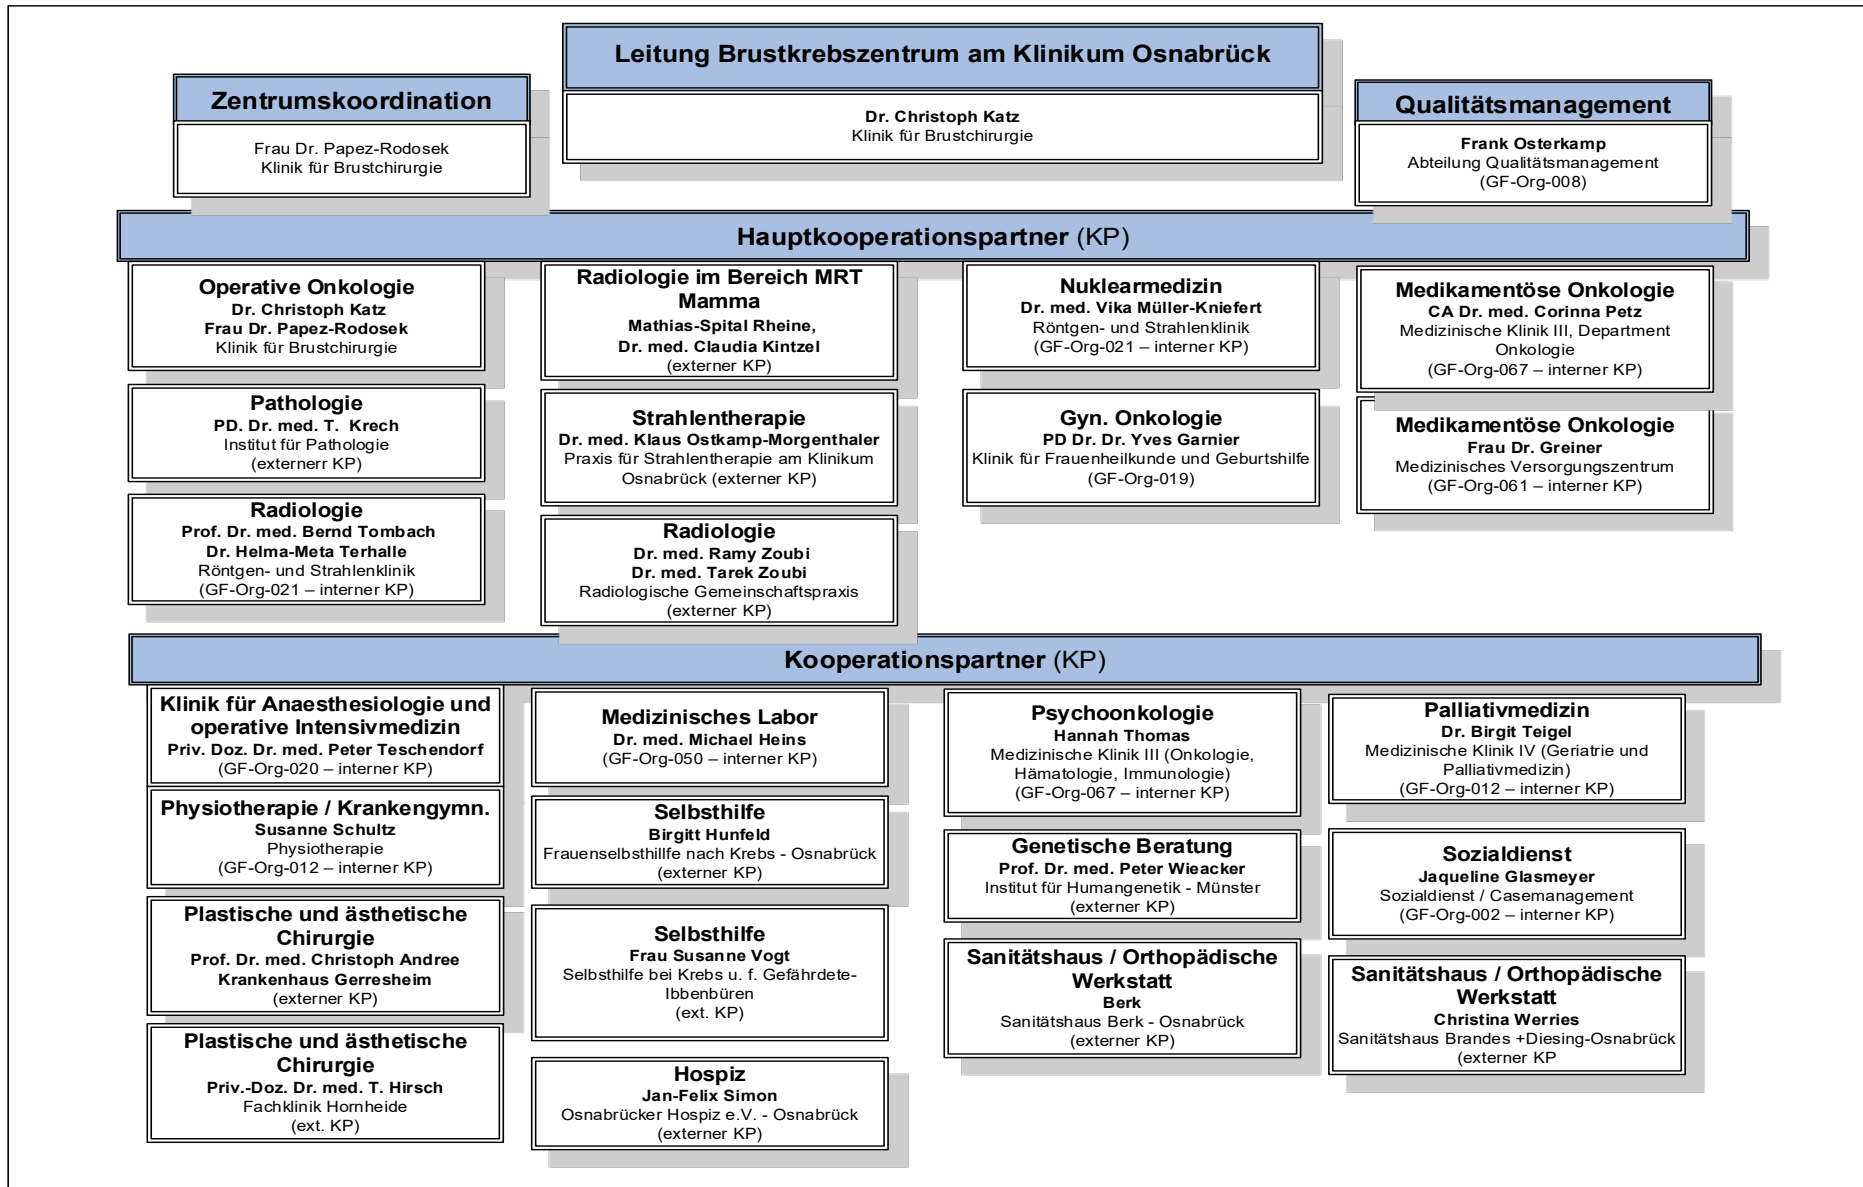 Leitung Brustkrebszentrum am Klinikum Osnabrück
Dr. Christoph Katz
Klinik für Brustchirurgie
Zentrumskoordination
Frau Dr. Papez-Rodosek
Klinik für Brustchirurgie
Qualitätsmanagement
Frank Osterkamp
Abteilung Qualitätsmanagement
(GF-Org-008)
Hauptkooperationspartner (KP)
Operative Onkologie
Dr. Christoph Katz
Frau Dr. Papez-Rodosek
Klinik für Brustchirurgie
Pathologie
PD. Dr. med. T. Krech
Institut für Pathologie
(externerr KP)
Radiologie
Prof. Dr. med. Bernd Tombach
Dr. Helma-Meta Terhalle
Röntgen- und Strahlenklinik
(GF-Org-021 – interner KP)
Radiologie im Bereich MRT
Mamma
Mathias-Spital Rheine,
Dr. med. Claudia Kintzel
(externer KP)
Strahlentherapie
Dr. med. Klaus Ostkamp-Morgenthaler
Praxis für Strahlentherapie am Klinikum
Osnabrück (externer KP)
Radiologie
Dr. med. Ramy Zoubi
Dr. med. Tarek Zoubi
Radiologische Gemeinschaftspraxis
(externer KP)
Nuklearmedizin
Dr. med. Vika Müller-Kniefert
Röntgen- und Strahlenklinik
(GF-Org-021 – interner KP)
Gyn. Onkologie
PD Dr. Dr. Yves Garnier
Klinik für Frauenheilkunde und Geburtshilfe
(GF-Org-019)
Medikamentöse Onkologie
CA Dr. med. Corinna Petz
Medizinische Klinik III, Department
Onkologie
(GF-Org-067 – interner KP)
Medikamentöse Onkologie
Frau Dr. Greiner
Medizinisches Versorgungszentrum
(GF-Org-061 – interner KP)
Kooperationspartner (KP)
Klinik für Anaesthesiologie und
operative Intensivmedizin
Priv. Doz. Dr. med. Peter Teschendorf
(GF-Org-020 – interner KP)
Physiotherapie / Krankengymn.
Susanne Schultz
Physiotherapie
(GF-Org-012 – interner KP)
Plastische und ästhetische
Chirurgie
Prof. Dr. med. Christoph Andree
Krankenhaus Gerresheim
(externer KP)
Plastische und ästhetische
Chirurgie
Priv.-Doz. Dr. med. T. Hirsch
Fachklinik Hornheide
(ext. KP)
Medizinisches Labor
Dr. med. Michael Heins
(GF-Org-050 – interner KP)
Selbsthilfe
Birgitt Hunfeld
Frauenselbsthillfe nach Krebs - Osnabrück
(externer KP)
Selbsthilfe
Frau Susanne Vogt
Selbsthilfe bei Krebs u. f. Gefährdete-
Ibbenbüren
(ext. KP)
Hospiz
Jan-Felix Simon
Osnabrücker Hospiz e.V. - Osnabrück
(externer KP)
Psychoonkologie
Hannah Thomas
Medizinische Klinik III (Onkologie,
Hämatologie, Immunologie)
(GF-Org-067 – interner KP)
Genetische Beratung
Prof. Dr. med. Peter Wieacker
Institut für Humangenetik - Münster
(externer KP)
Sanitätshaus / Orthopädische
Werkstatt
Berk
Sanitätshaus Berk - Osnabrück
(externer KP)
Palliativmedizin
Dr. Birgit Teigel
Medizinische Klinik IV (Geriatrie und
Palliativmedizin)
(GF-Org-012 – interner KP)
Sozialdienst
Jaqueline Glasmeyer
Sozialdienst / Casemanagement
(GF-Org-002 – interner KP)
Sanitätshaus / Orthopädische
Werkstatt
Christina Werries
Sanitätshaus Brandes +Diesing-Osnabrück
(externer KP